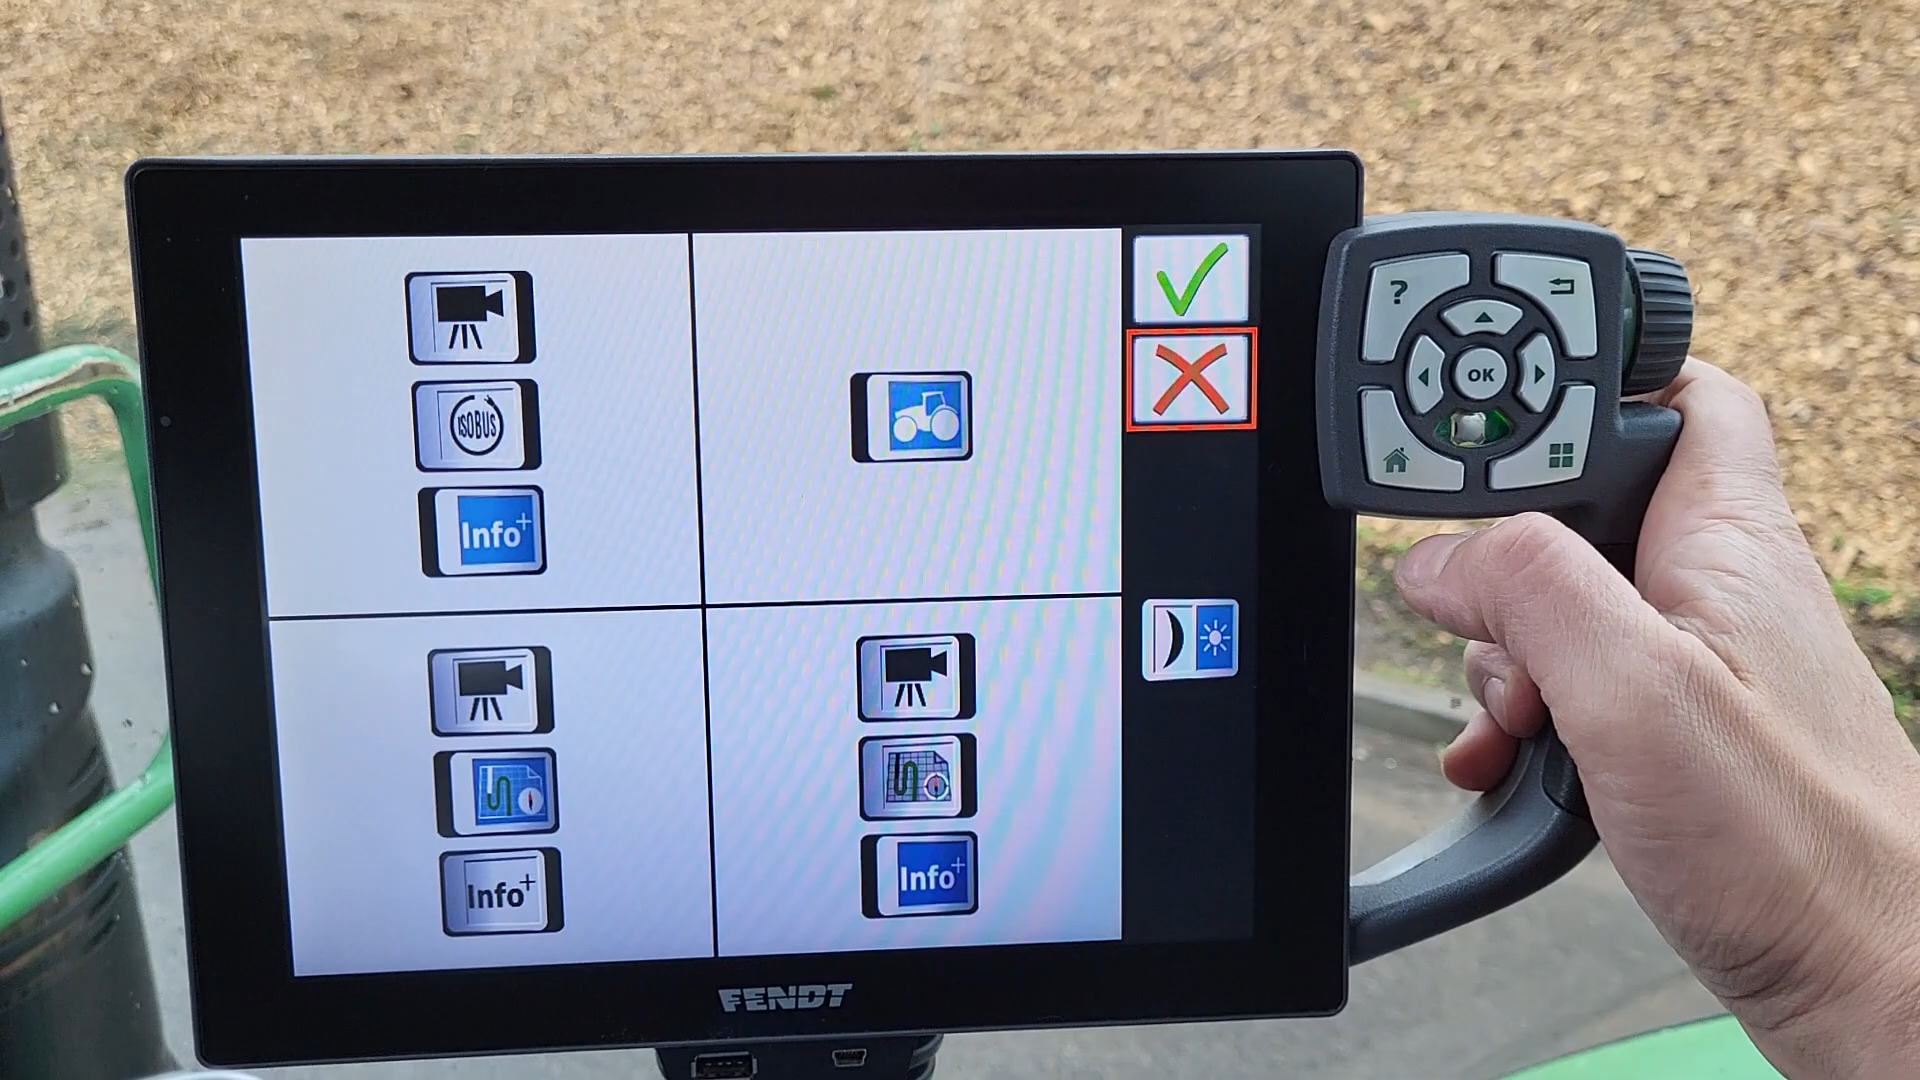 ISOBUS
Info+
Info+
Info+
?
OK
FENDT